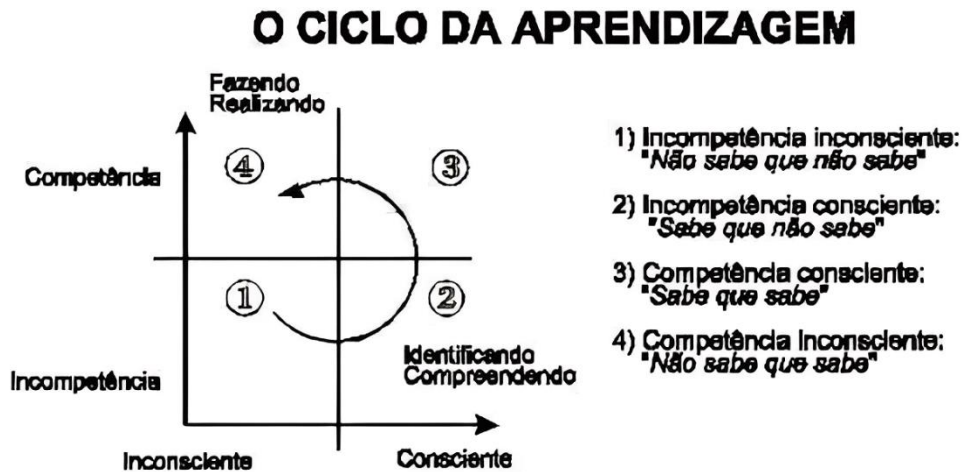 O CICLO DA APRENDIZAGEM
Fazendo
Realizando
Competência
4
3
1
2
Identificando
Compreendendo
Incompetência
Inconsciente
Consciente
1) Incompetência inconsciente:
"Não sabe que não sabe"
2) Incompetência consciente:
"Sabe que não sabe"
3) Competência consciente:
"Sabe que sabe"
4) Competência Inconsciente:
"Não sabe que sabe"